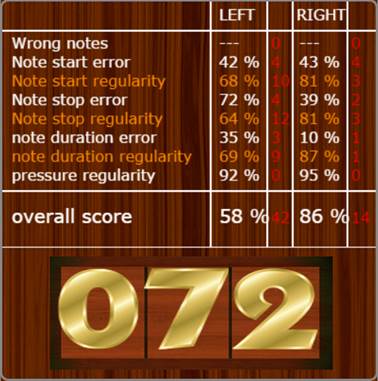 LEFT RIGHT
Wrong notes --- 0 --- 0
Note start error 42 % 4 43 % 4
Note start regularity 68 % 10 81 % 3
Note stop error 72 % 4 39 % 2
Note stop regularity 64 % 12 81 % 3
note duration error 35 % 3 10 % 1
note duration regularity 69 % 9 87 % 1
pressure regularity 92 % 0 95 % 0
overall score 58 % 42 86 % 14
072